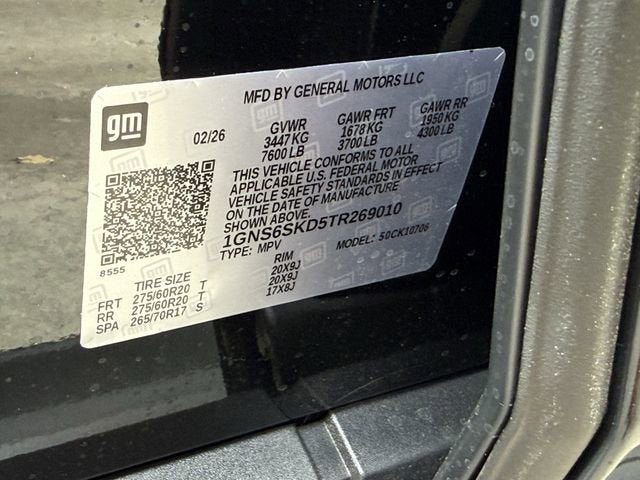 MFD BY GENERAL MOTORS LLC
gm
02/26
GVWR GAWR FRT GAWR RR
3447 KG 1678 KG 1950 KG
7600 LB 3700 LB 4300 LB
THIS VEHICLE CONFORMS TO ALL
APPLICABLE U.S. FEDERAL MOTOR
VEHICLE SAFETY STANDARDS IN EFFECT
ON THE DATE OF MANUFACTURE
SHOWN ABOVE.
1GNS6SKD5TR269010
TYPE: MPV MODEL: 50CK10706
8555
TIRE SIZE RIM
FRT 275/60R20 T 20X9J
RR 275/60R20 T 20X9J
SPA 265/70R17 S 17X8J